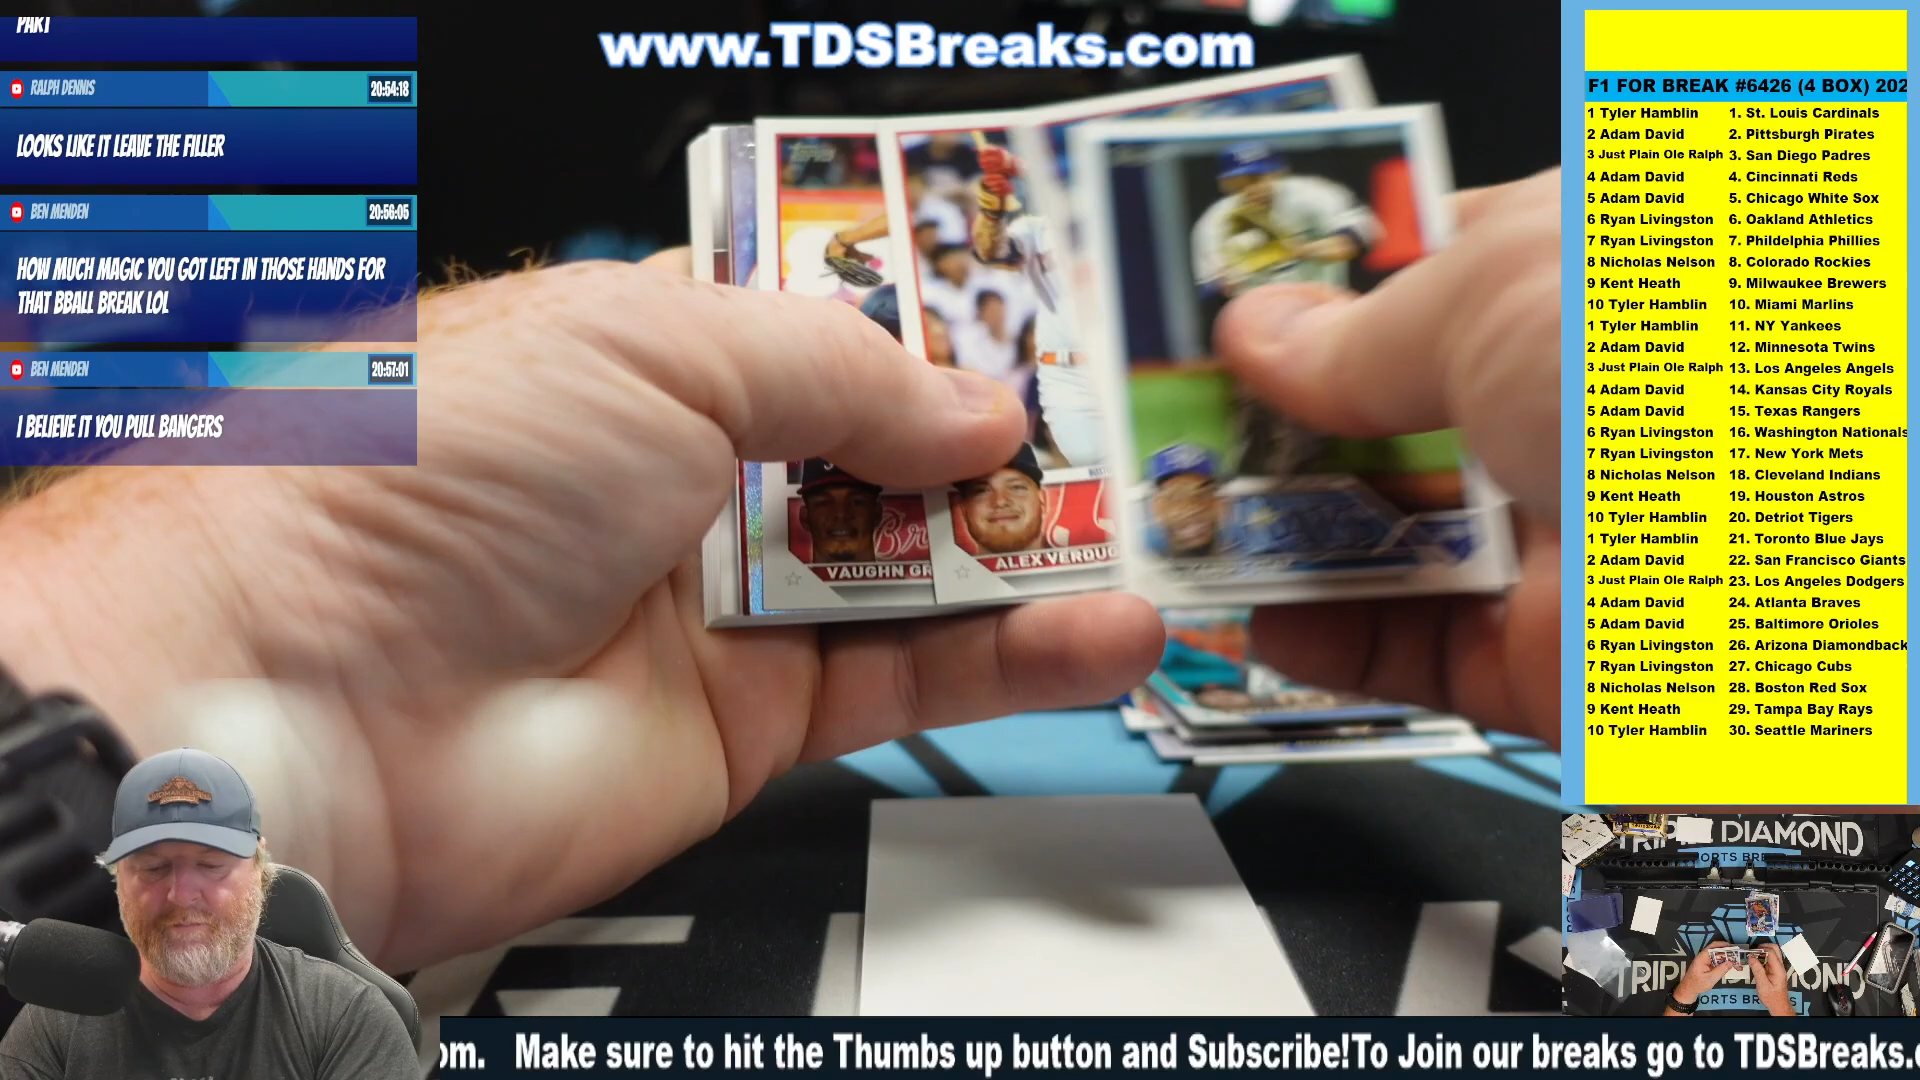 PART
RALPH DENNIS 20:54:18
LOOKS LIKE IT LEAVE THE FILLER
BEN MENDEN 20:56:05
HOW MUCH MAGIC YOU GOT LEFT IN THOSE HANDS FOR
THAT BBALL BREAK LOL
BEN MENDEN 20:57:01
I BELIEVE IT YOU PULL BANGERS
www.TDSBreaks.com
TOPPS
VAUGHN GR
ALEX VERDUG
F1 FOR BREAK #6426 (4 BOX) 202
1 Tyler Hamblin 1. St. Louis Cardinals
2 Adam David 2. Pittsburgh Pirates
3 Just Plain Ole Ralph 3. San Diego Padres
4 Adam David 4. Cincinnati Reds
5 Adam David 5. Chicago White Sox
6 Ryan Livingston 6. Oakland Athletics
7 Ryan Livingston 7. Phildelphia Phillies
8 Nicholas Nelson 8. Colorado Rockies
9 Kent Heath 9. Milwaukee Brewers
10 Tyler Hamblin 10. Miami Marlins
1 Tyler Hamblin 11. NY Yankees
2 Adam David 12. Minnesota Twins
3 Just Plain Ole Ralph 13. Los Angeles Angels
4 Adam David 14. Kansas City Royals
5 Adam David 15. Texas Rangers
6 Ryan Livingston 16. Washington Nationals
7 Ryan Livingston 17. New York Mets
8 Nicholas Nelson 18. Cleveland Indians
9 Kent Heath 19. Houston Astros
10 Tyler Hamblin 20. Detriot Tigers
1 Tyler Hamblin 21. Toronto Blue Jays
2 Adam David 22. San Francisco Giants
3 Just Plain Ole Ralph 23. Los Angeles Dodgers
4 Adam David 24. Atlanta Braves
5 Adam David 25. Baltimore Orioles
6 Ryan Livingston 26. Arizona Diamondback
7 Ryan Livingston 27. Chicago Cubs
8 Nicholas Nelson 28. Boston Red Sox
9 Kent Heath 29. Tampa Bay Rays
10 Tyler Hamblin 30. Seattle Mariners
TRIPLE DIAMOND
ORTS BRE
TRIPL DIAMOND
ORTS BREAKS
om. Make sure to hit the Thumbs up button and Subscribe!To Join our breaks go to TDSBreaks.c